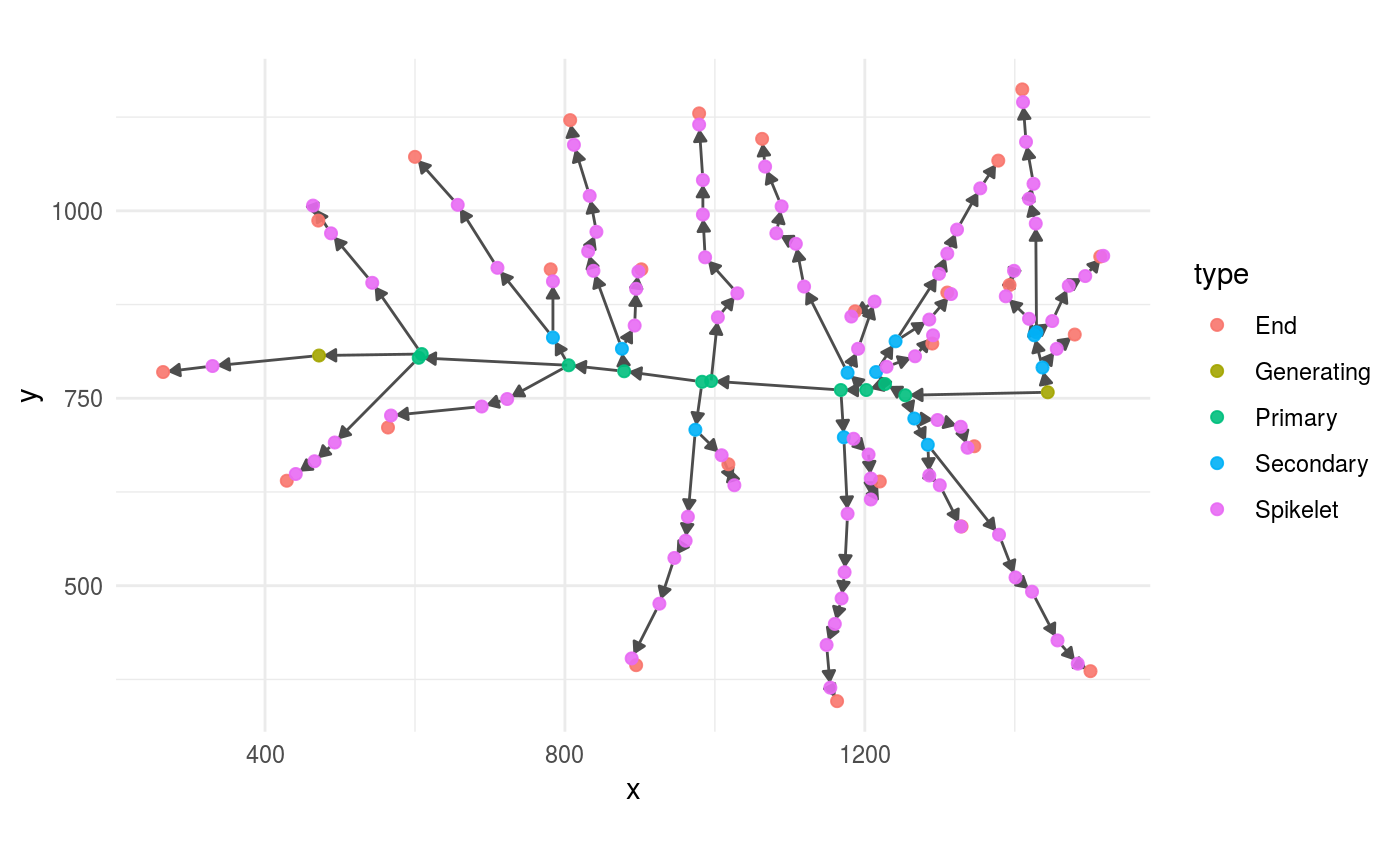 1000
750
500
y
400
800
1200
x
type
End
Generating
Primary
Secondary
Spikelet